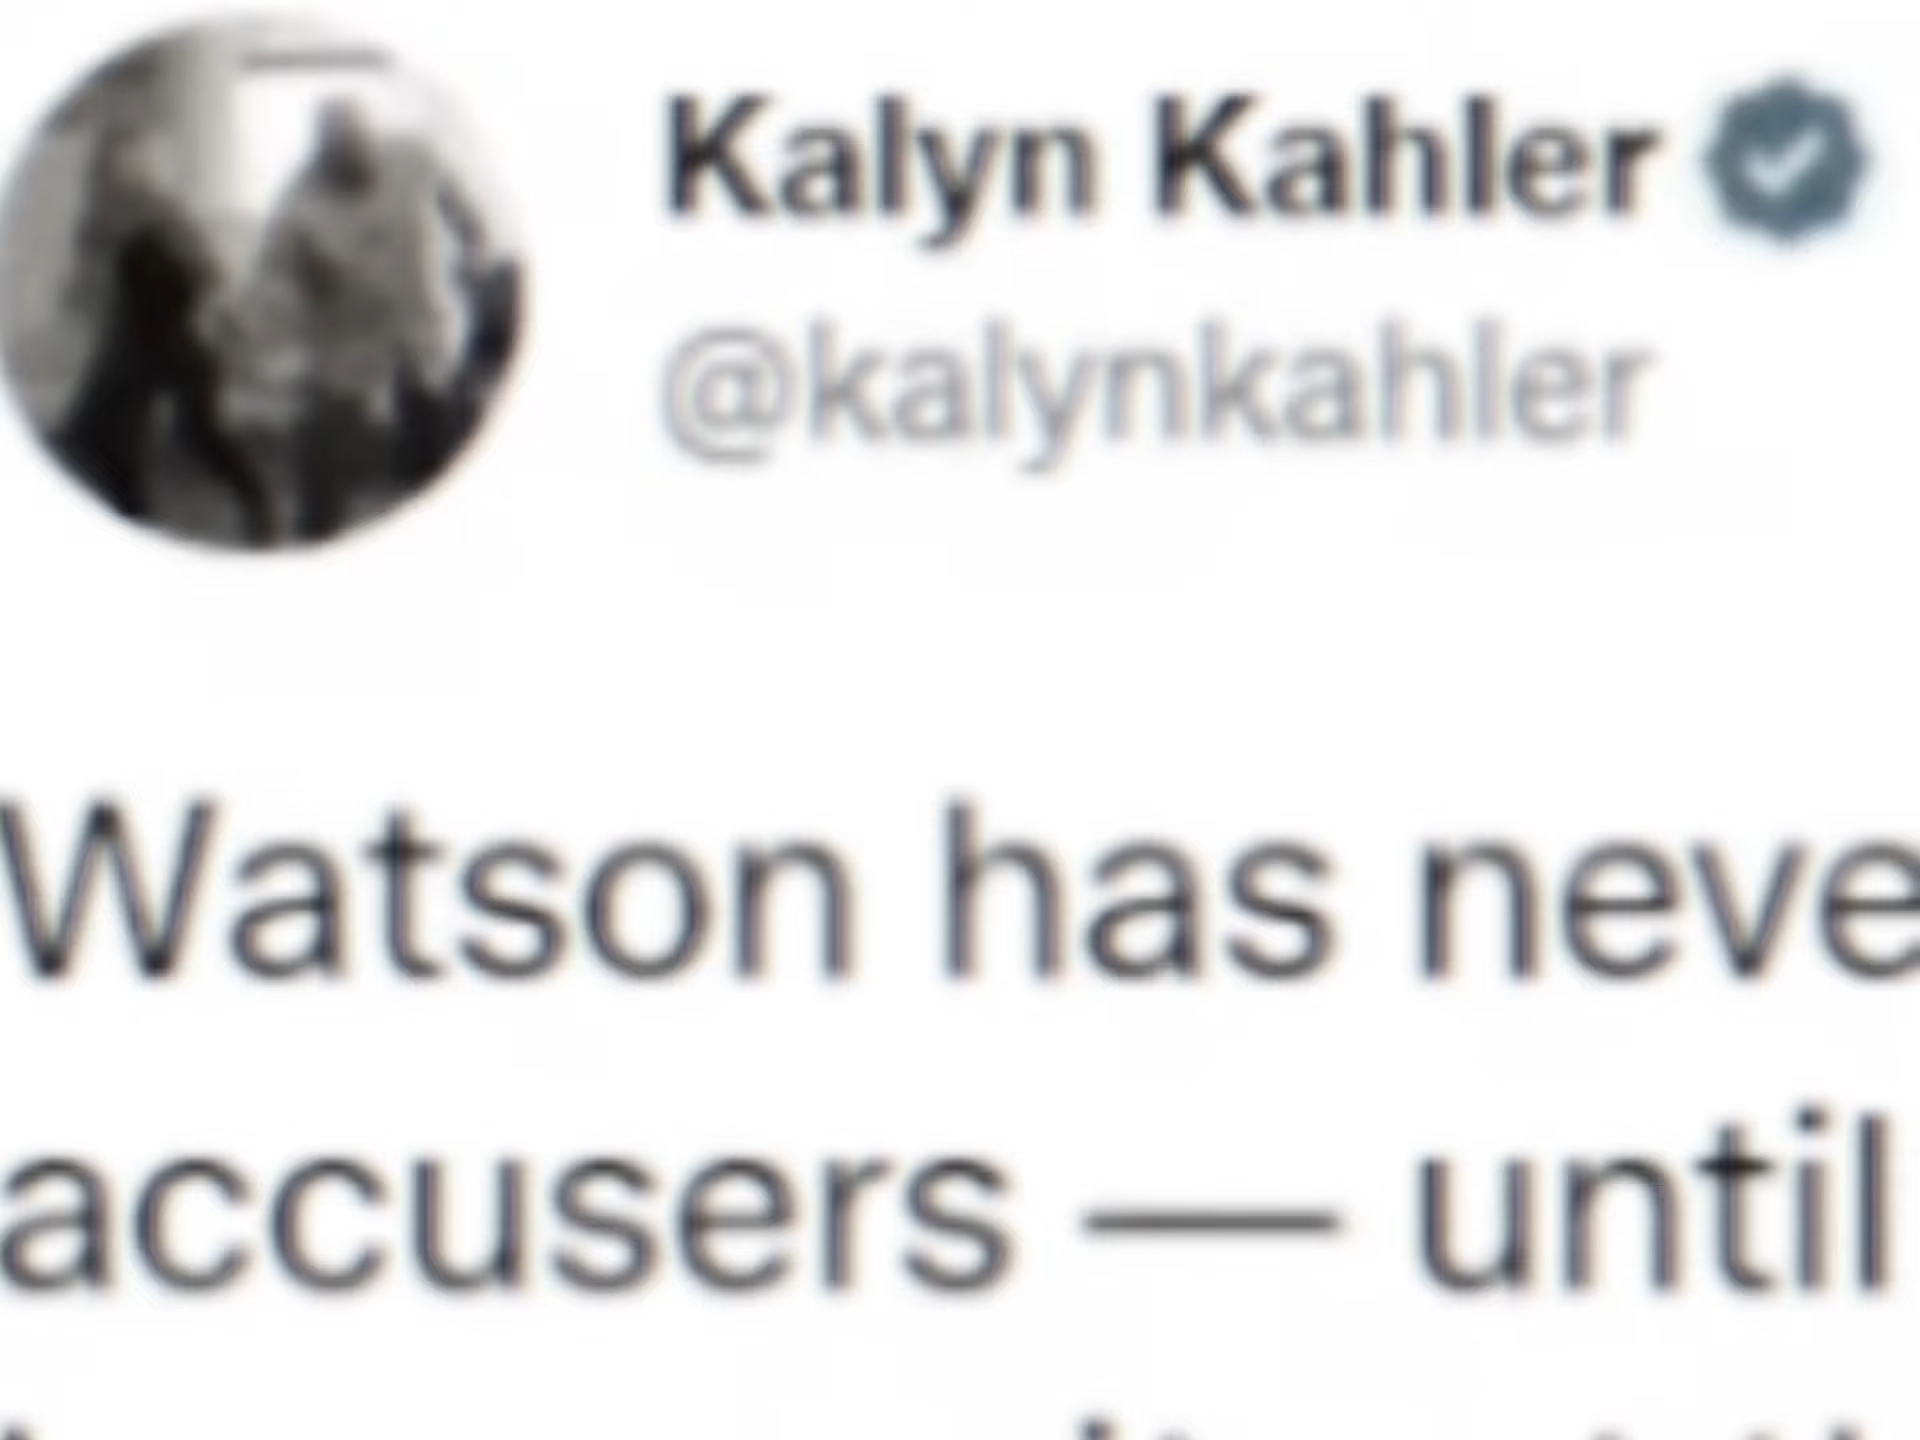 Kalyn Kahler
@kalynkahler
Watson has neve
accusers — until